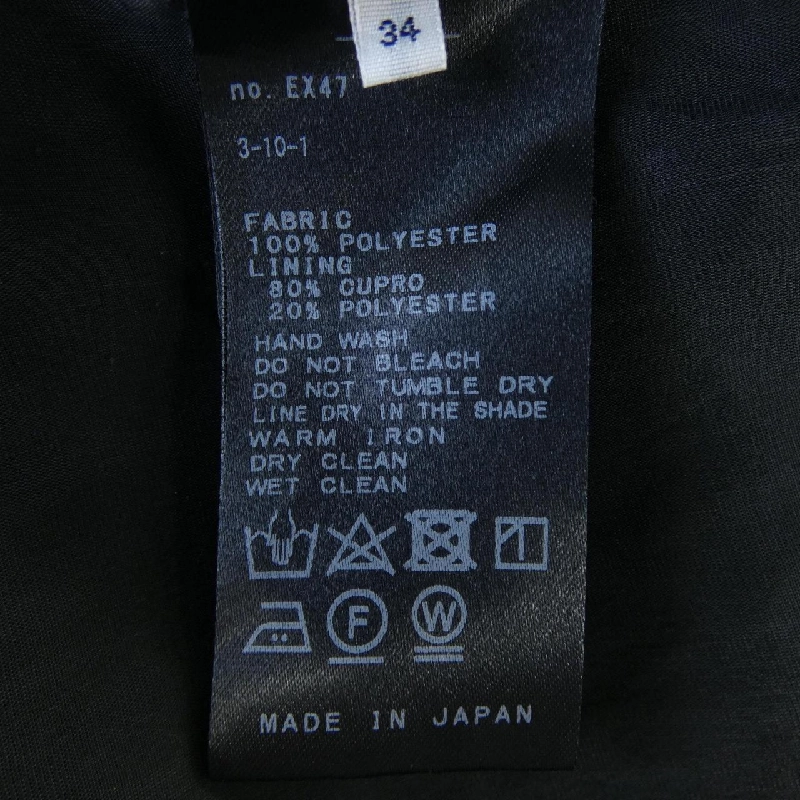 34
no. EX47
3-10-1
FABRIC
100% POLYESTER
LINING
80% CUPRO
20% POLYESTER
HAND WASH
DO NOT BLEACH
DO NOT TUMBLE DRY
LINE DRY IN THE SHADE
WARM IRON
DRY CLEAN
WET CLEAN
F W
MADE IN JAPAN